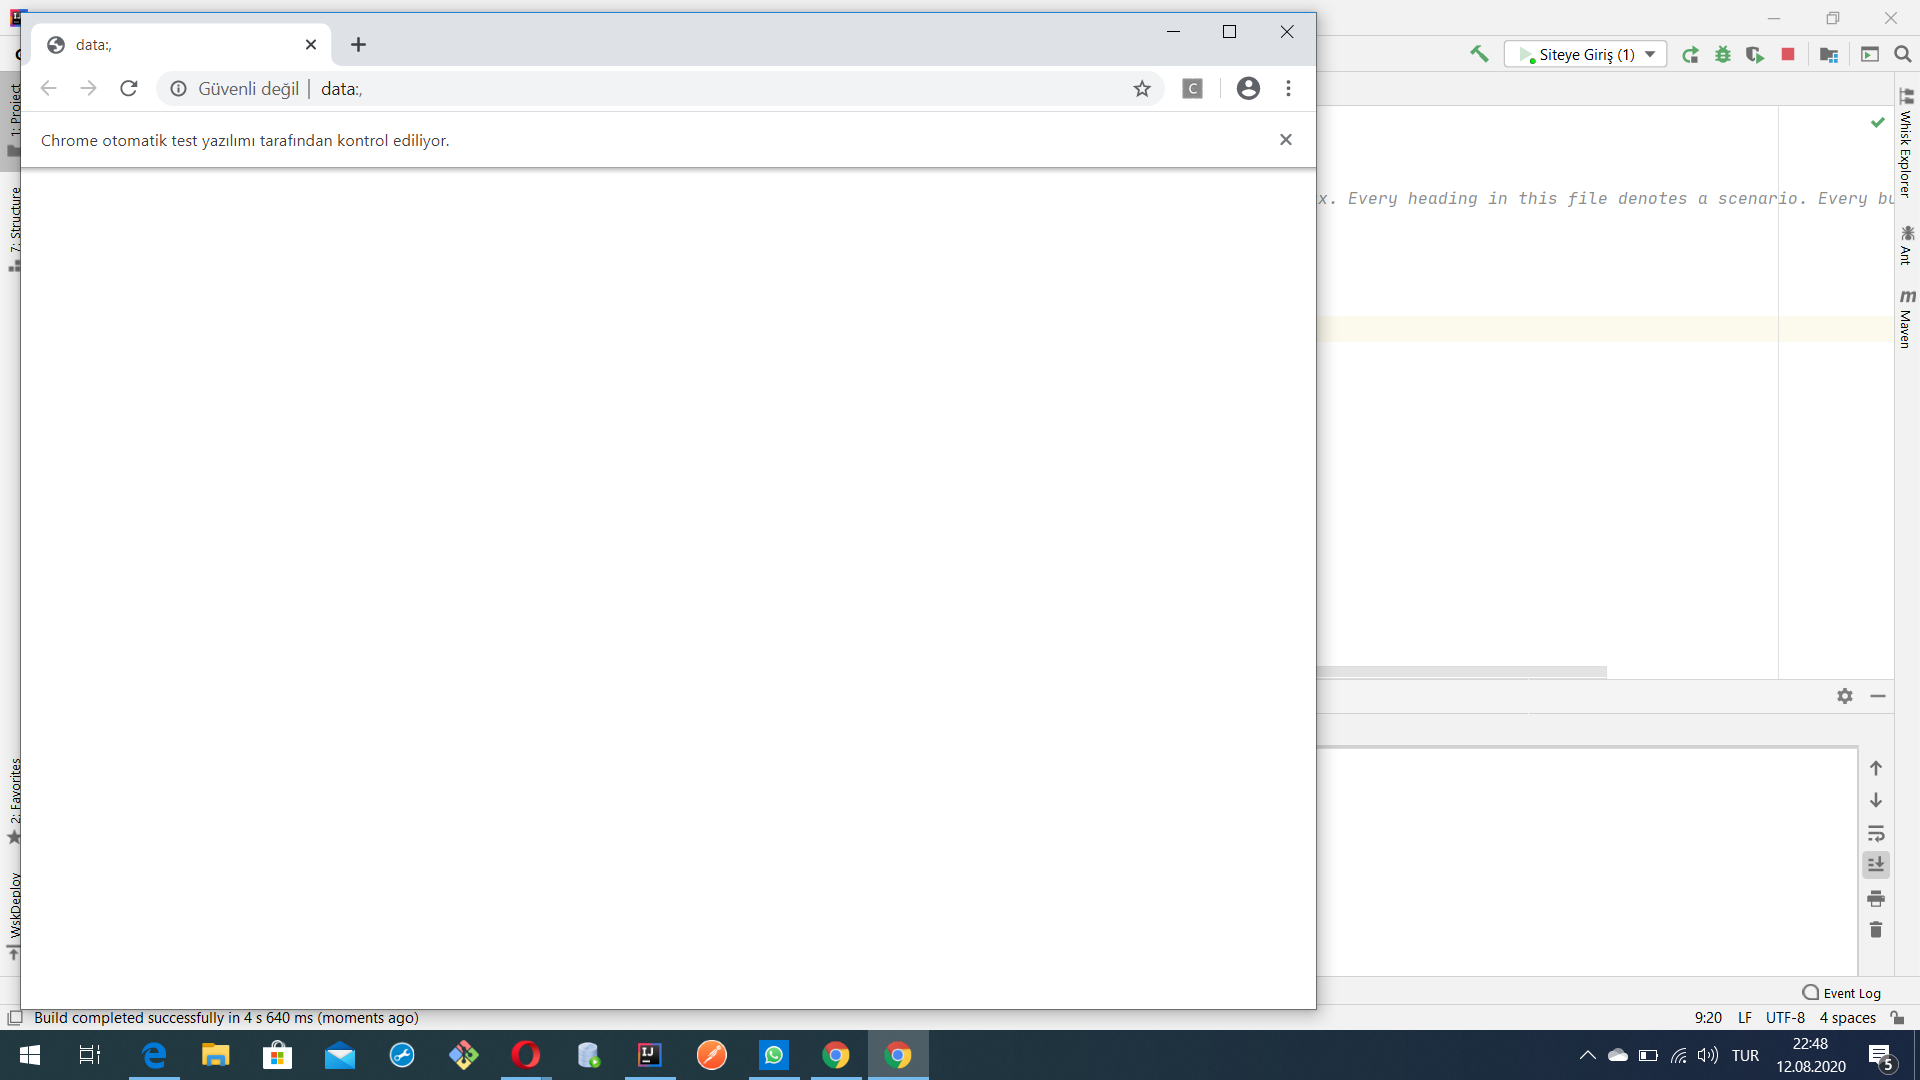 data:,
Güvenli değil | data:,
Chrome otomatik test yazılımı tarafından kontrol ediliyor.
Siteye Giriş (1)
x. Every heading in this file denotes a scenario. Every bu
1: Project
7: Structure
2: Favorites
WskDeploy
Whisk Explorer
Ant
m
Maven
Event Log
Build completed successfully in 4 s 640 ms (moments ago)
9:20 LF UTF-8 4 spaces
C
IJ
TUR
22:48
12.08.2020
5